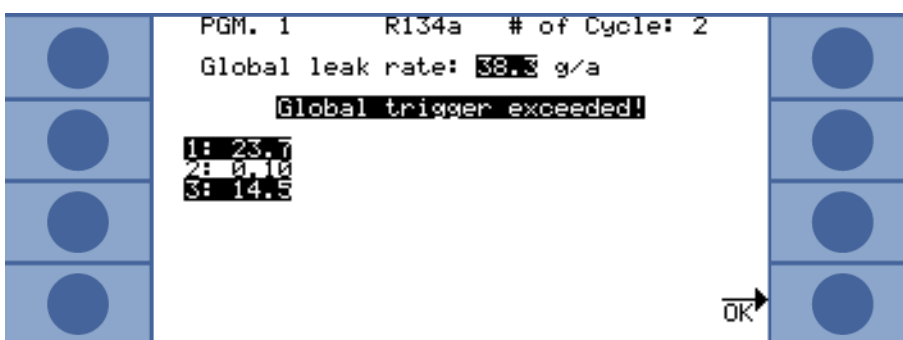 PGM. 1 R134a # of Cycle: 2
Global leak rate: 38.3 g/a
Global trigger exceeded!
1: 23.7
2: 0.10
3: 14.5
OK